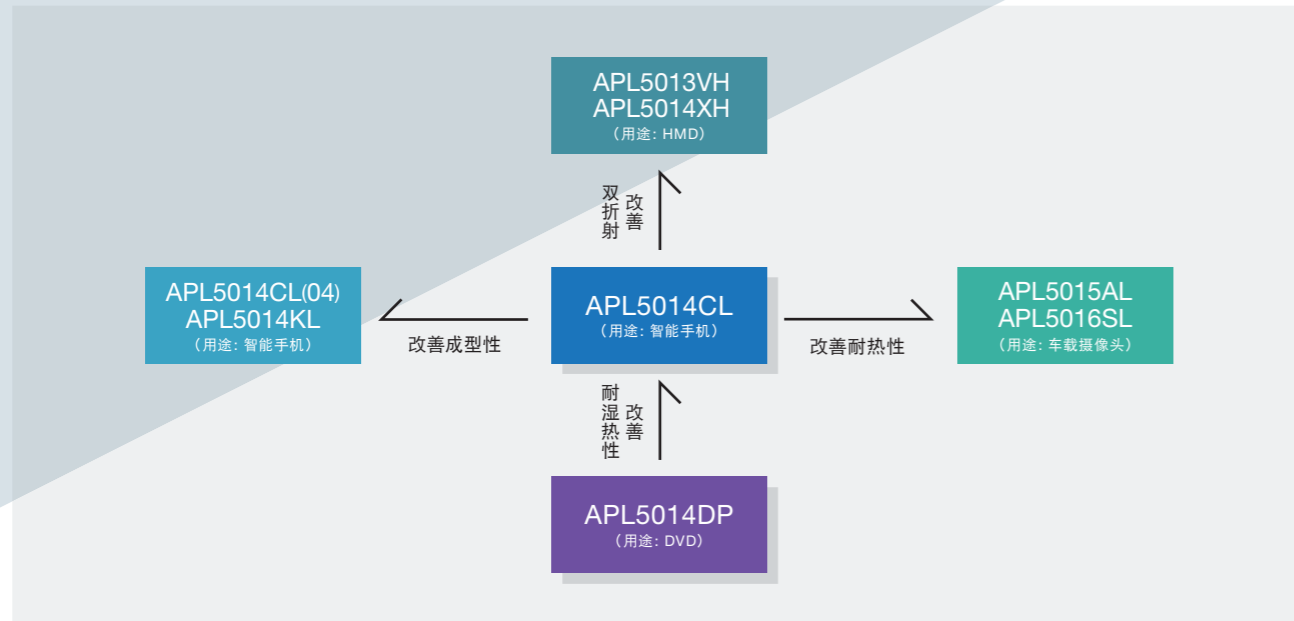 APL5013VH
APL5014XH
（用途: HMD）
改善
双折射
APL5014CL(04)
APL5014KL
（用途: 智能手机）
改善成型性
APL5014CL
（用途: 智能手机）
改善耐热性
APL5015AL
APL5016SL
（用途: 车载摄像头）
改善
耐湿热性
APL5014DP
（用途: DVD）